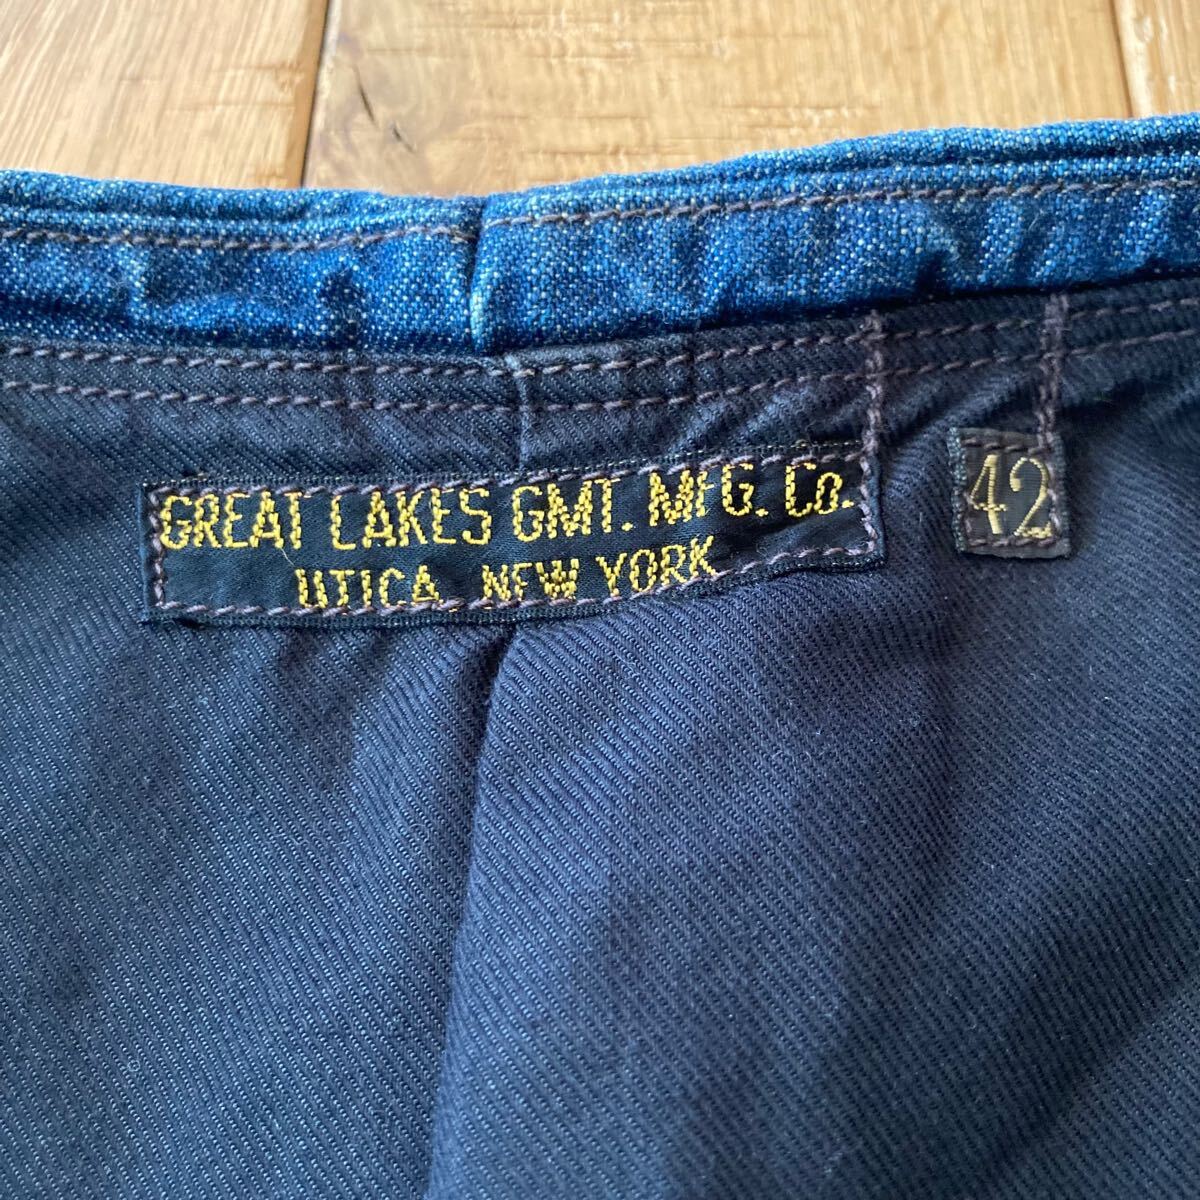 GREAT LAKES GMT. MFG. Co.
UTICA, NEW YORK
42